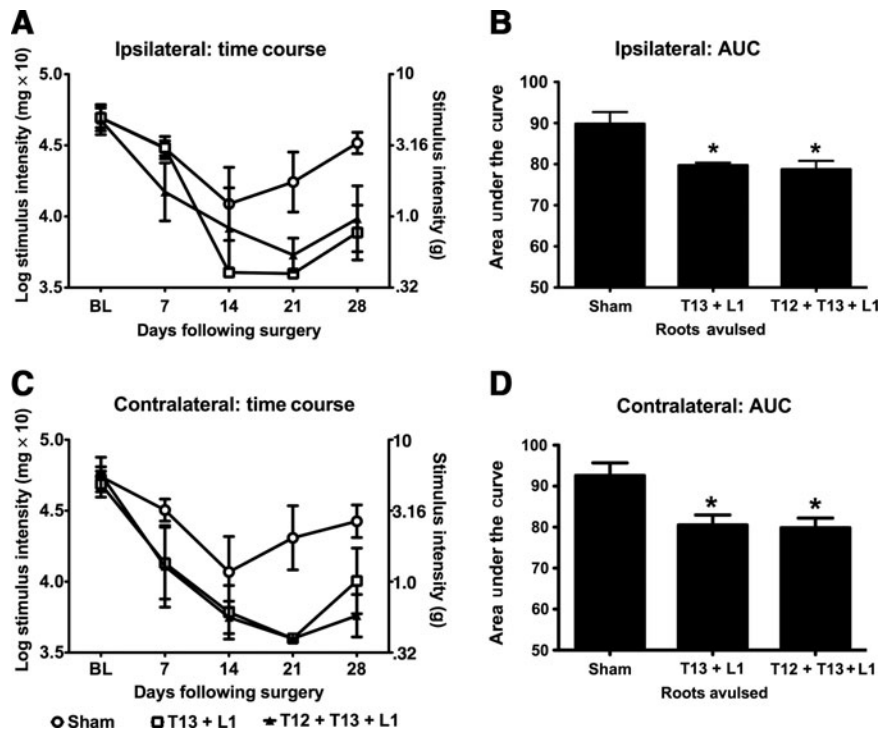 A
Ipsilateral: time course
Log stimulus intensity (mg × 10)
5.0
4.5
4.0
3.5
10
3.16
1.0
.32
Stimulus intensity (g)
BL 7 14 21 28
Days following surgery
B
Ipsilateral: AUC
Area under the curve
100
90
80
70
60
50
* *
Sham T13 + L1 T12 + T13 + L1
Roots avulsed
C
Contralateral: time course
Log stimulus intensity (mg × 10)
5.0
4.5
4.0
3.5
10
3.16
1.0
.32
Stimulus intensity (g)
BL 7 14 21 28
Days following surgery
Sham T13 + L1 T12 + T13 + L1
D
Contralateral: AUC
Area under the curve
100
90
80
70
60
50
* *
Sham T13 + L1 T12 + T13 + L1
Roots avulsed